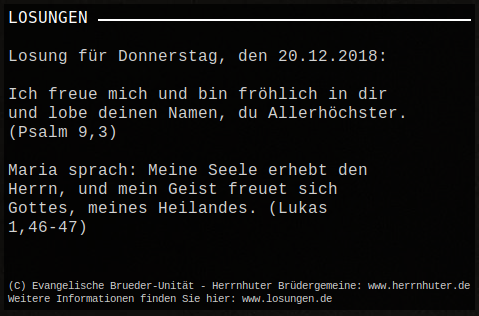 LOSUNGEN
Losung für Donnerstag, den 20.12.2018:
Ich freue mich und bin fröhlich in dir
und lobe deinen Namen, du Allerhöchster.
(Psalm 9,3)
Maria sprach: Meine Seele erhebt den
Herrn, und mein Geist freuet sich
Gottes, meines Heilandes. (Lukas
1,46-47)
(C) Evangelische Brueder-Unität - Herrnhuter Brüdergemeine: www.herrnhuter.de
Weitere Informationen finden Sie hier: www.losungen.de